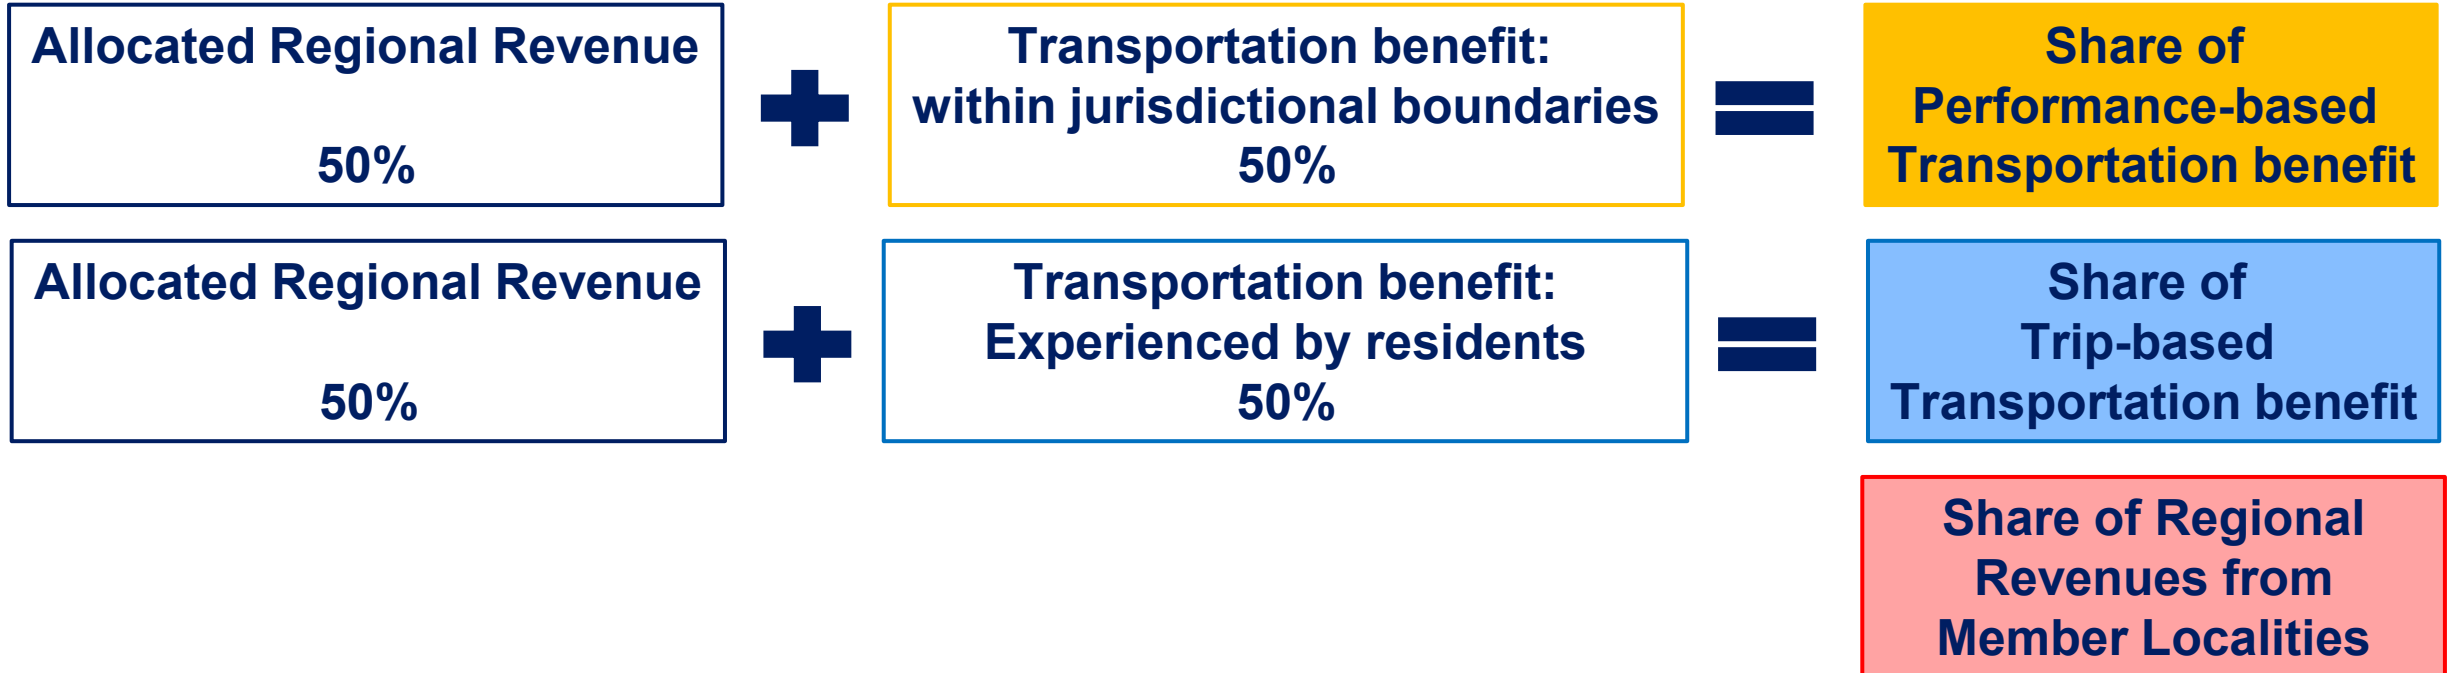 Allocated Regional Revenue
50%
Transportation benefit:
within jurisdictional boundaries
50%
Share of
Performance-based
Transportation benefit
Allocated Regional Revenue
50%
Transportation benefit:
Experienced by residents
50%
Share of
Trip-based
Transportation benefit
Share of Regional
Revenues from
Member Localities